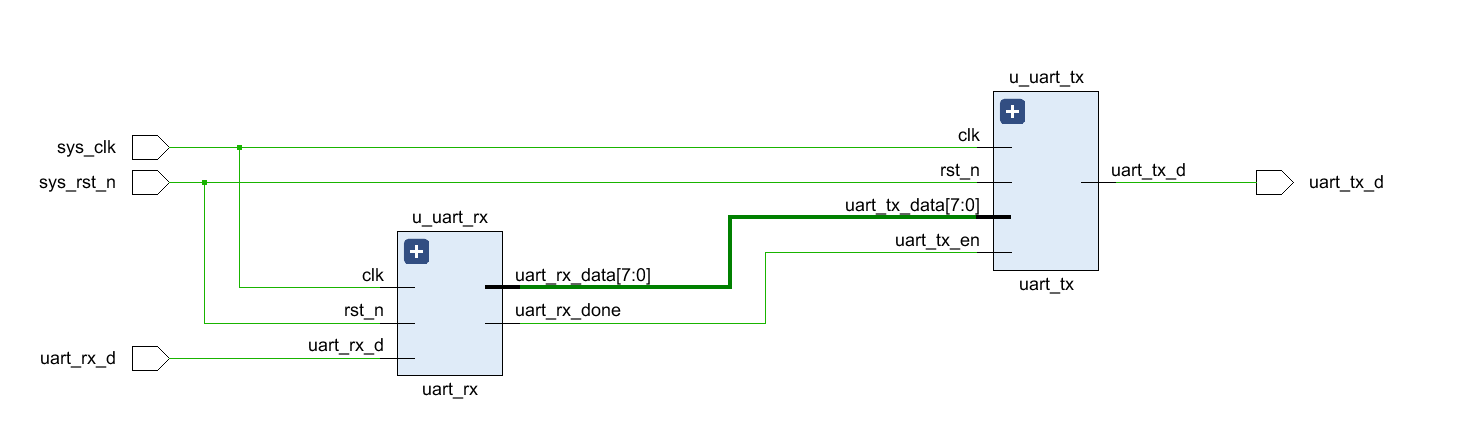 u_uart_tx
sys_clk
clk
sys_rst_n
rst_n
uart_tx_d
uart_tx_d
uart_tx_data[7:0]
u_uart_rx
uart_tx_en
clk
uart_rx_data[7:0]
uart_tx
rst_n
uart_rx_done
uart_rx_d
uart_rx_d
uart_rx